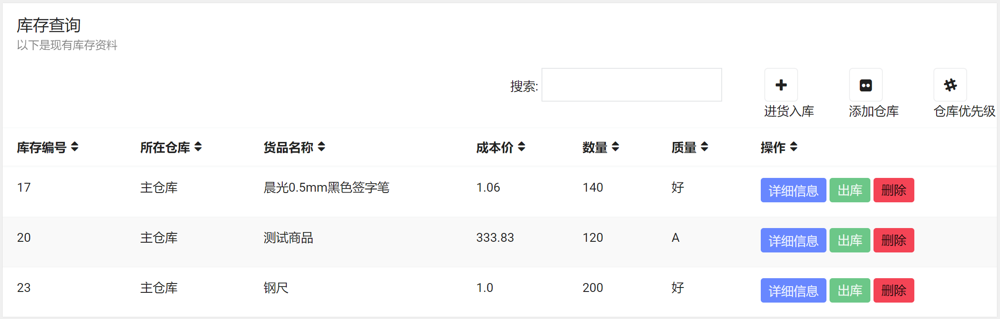 库存查询
以下是现有库存资料
搜索:
进货入库 添加仓库 仓库优先级
库存编号 所在仓库 货品名称 成本价 数量 质量 操作
17 主仓库 晨光0.5mm黑色签字笔 1.06 140 好 详细信息 出库 删除
20 主仓库 测试商品 333.83 120 A 详细信息 出库 删除
23 主仓库 钢尺 1.0 200 好 详细信息 出库 删除